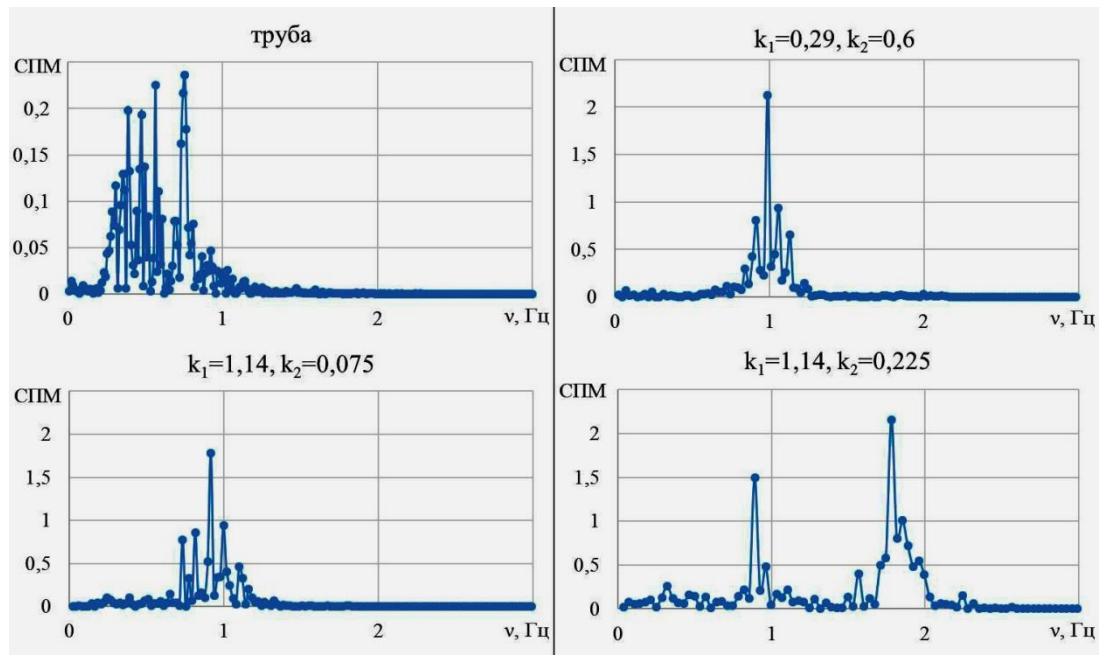 труба
СПМ
0,2
0,15
0,1
0,05
0
0 1 2 ν, Гц
k₁=0,29, k₂=0,6
СПМ
2
1,5
1
0,5
0
0 1 2 ν, Гц
k₁=1,14, k₂=0,075
СПМ
2
1,5
1
0,5
0
0 1 2 ν, Гц
k₁=1,14, k₂=0,225
СПМ
2
1,5
1
0,5
0
0 1 2 ν, Гц